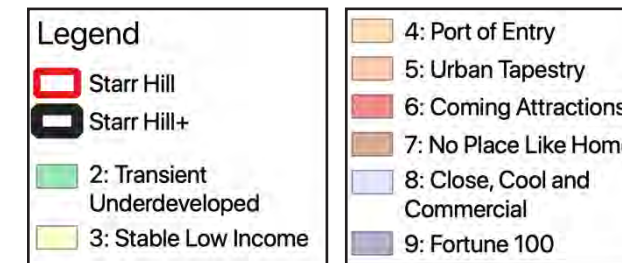 Legend
Starr Hill
Starr Hill+
2: Transient
Underdeveloped
3: Stable Low Income
4: Port of Entry
5: Urban Tapestry
6: Coming Attractions
7: No Place Like Hom
8: Close, Cool and
Commercial
9: Fortune 100